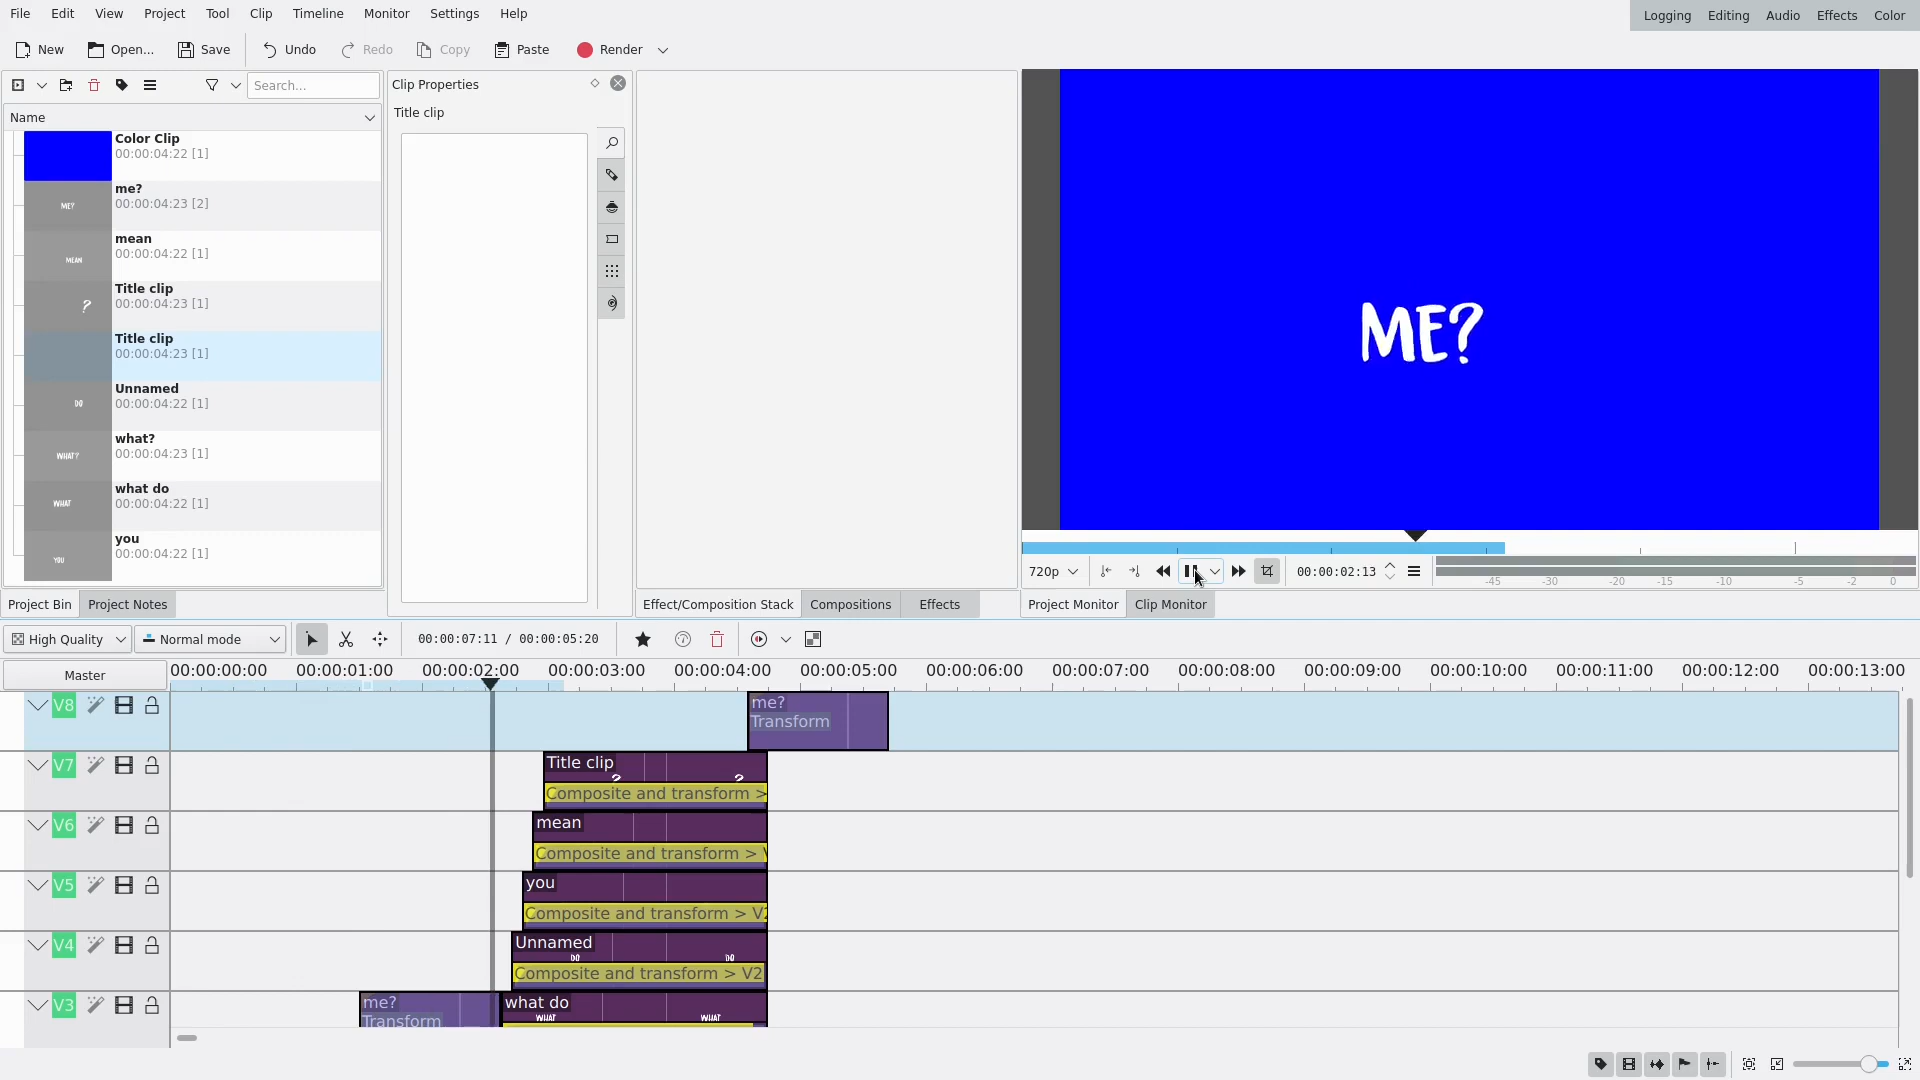 File Edit View Project Tool Clip Timeline Monitor Settings Help
Logging Editing Audio Effects Color
New Open... Save Undo Redo Copy Paste Render
Search...
Name
Color Clip
00:00:04:22 [1]
ME?
me?
00:00:04:23 [2]
MEAN
mean
00:00:04:22 [1]
?
Title clip
00:00:04:23 [1]
Title clip
00:00:04:23 [1]
DO
Unnamed
00:00:04:22 [1]
WHAT?
what?
00:00:04:23 [1]
WHAT
what do
00:00:04:22 [1]
YOU
you
00:00:04:22 [1]
Project Bin Project Notes
Clip Properties
Title clip
Effect/Composition Stack Compositions Effects
ME?
720p 00:00:02:13
-45 -30 -20 -15 -10 -5 -2 0
Project Monitor Clip Monitor
High Quality Normal mode 00:00:07:11 / 00:00:05:20
Master
00:00:00:00 00:00:01:00 00:00:02:00 00:00:03:00 00:00:04:00 00:00:05:00 00:00:06:00 00:00:07:00 00:00:08:00 00:00:09:00 00:00:10:00 00:00:11:00 00:00:12:00 00:00:13:00
V8 me?
Transform
V7 Title clip
? ?
Composite and transform >
V6 mean
Composite and transform >
V5 you
Composite and transform > V2
V4 Unnamed
DO DO
Composite and transform > V2
V3 me? what do
Transform WHAT WHAT